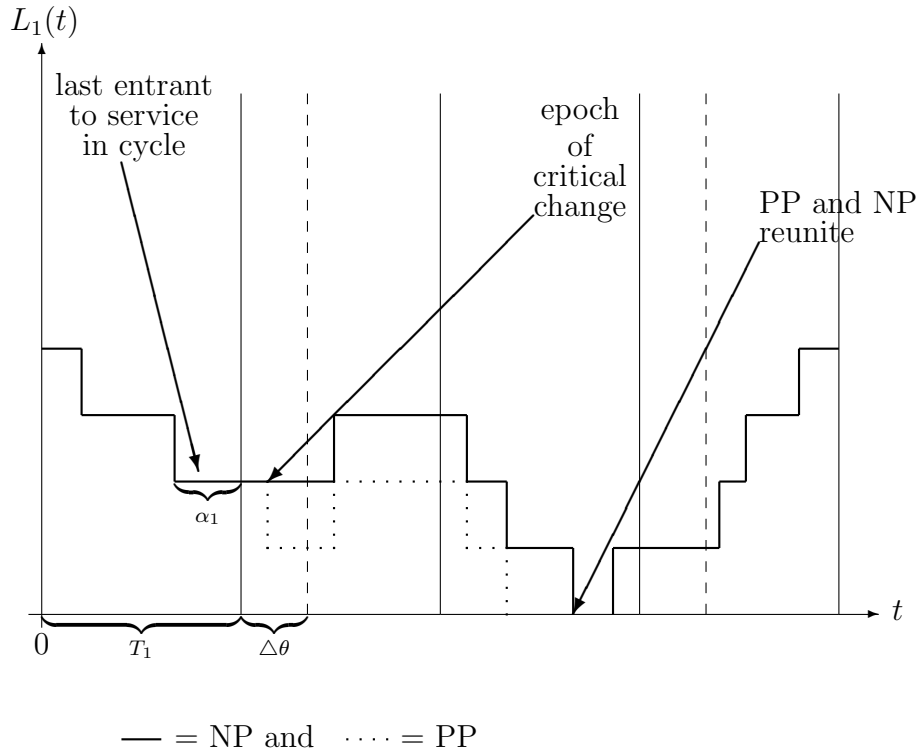 L₁(t)
last entrant
to service
in cycle
epoch
of
critical
change
PP and NP
reunite
α₁
t
0
T₁
△θ
= NP and
= PP